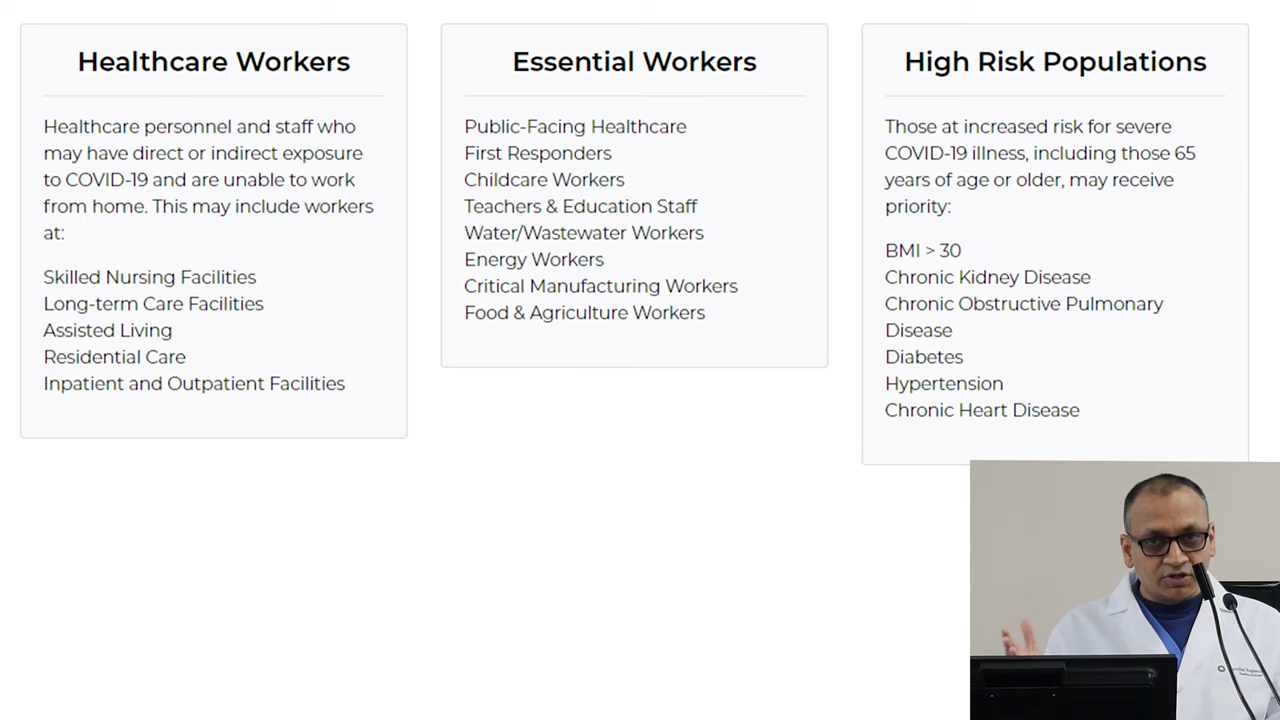 Healthcare Workers
Healthcare personnel and staff who
may have direct or indirect exposure
to COVID-19 and are unable to work
from home. This may include workers
at:
Skilled Nursing Facilities
Long-term Care Facilities
Assisted Living
Residential Care
Inpatient and Outpatient Facilities
Essential Workers
Public-Facing Healthcare
First Responders
Childcare Workers
Teachers & Education Staff
Water/Wastewater Workers
Energy Workers
Critical Manufacturing Workers
Food & Agriculture Workers
High Risk Populations
Those at increased risk for severe
COVID-19 illness, including those 65
years of age or older, may receive
priority:
BMI > 30
Chronic Kidney Disease
Chronic Obstructive Pulmonary
Disease
Diabetes
Hypertension
Chronic Heart Disease